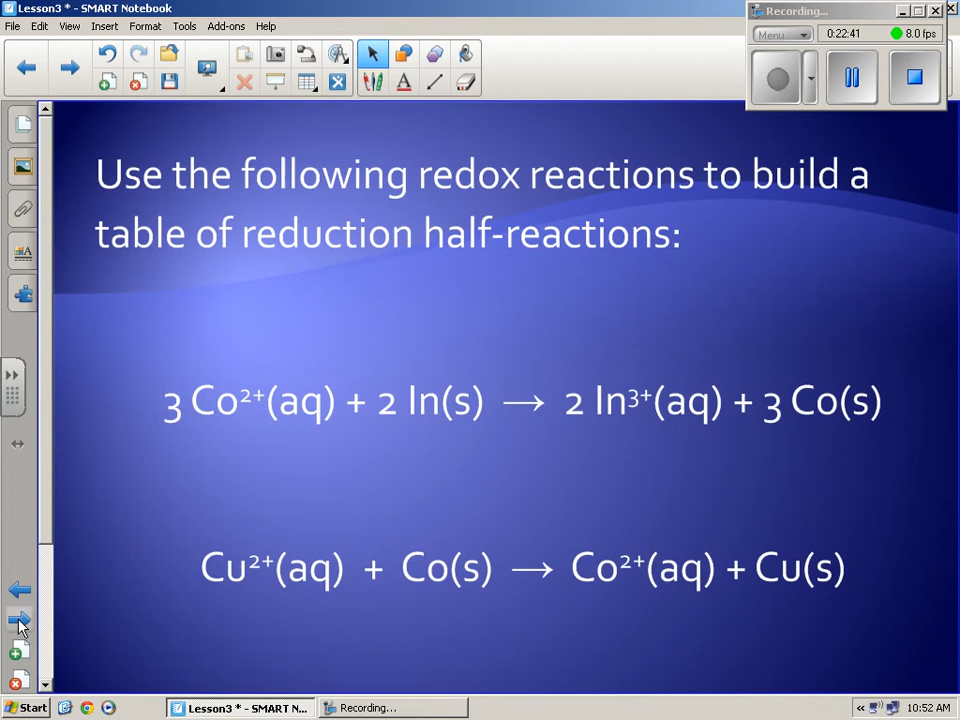 Lesson3 * - SMART Notebook
File Edit View Insert Format Tools Add-ons Help
Recording...
Menu 0:22:41 8.0 fps
Use the following redox reactions to build a
table of reduction half-reactions:
3 Co²⁺(aq) + 2 In(s) → 2 In³⁺(aq) + 3 Co(s)
Cu²⁺(aq) + Co(s) → Co²⁺(aq) + Cu(s)
Start Lesson3 * - SMART N... Recording... 10:52 AM